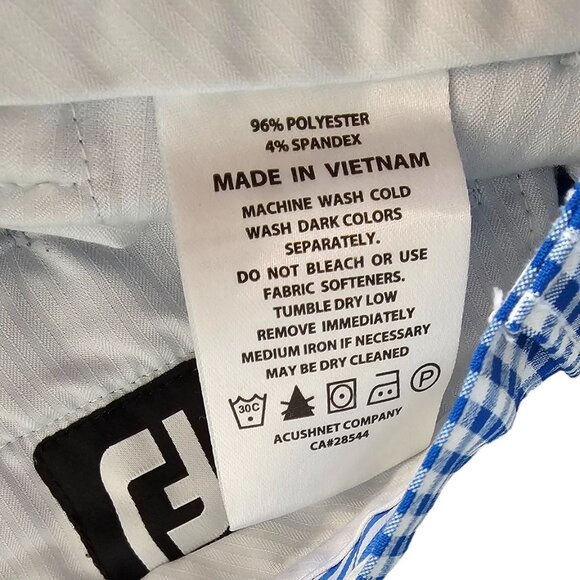 96% POLYESTER
4% SPANDEX
MADE IN VIETNAM
MACHINE WASH COLD
WASH DARK COLORS
SEPARATELY.
DO NOT BLEACH OR USE
FABRIC SOFTENERS.
TUMBLE DRY LOW
REMOVE IMMEDIATELY
MEDIUM IRON IF NECESSARY
MAY BE DRY CLEANED
30C
P
ACUSHNET COMPANY
CA#28544